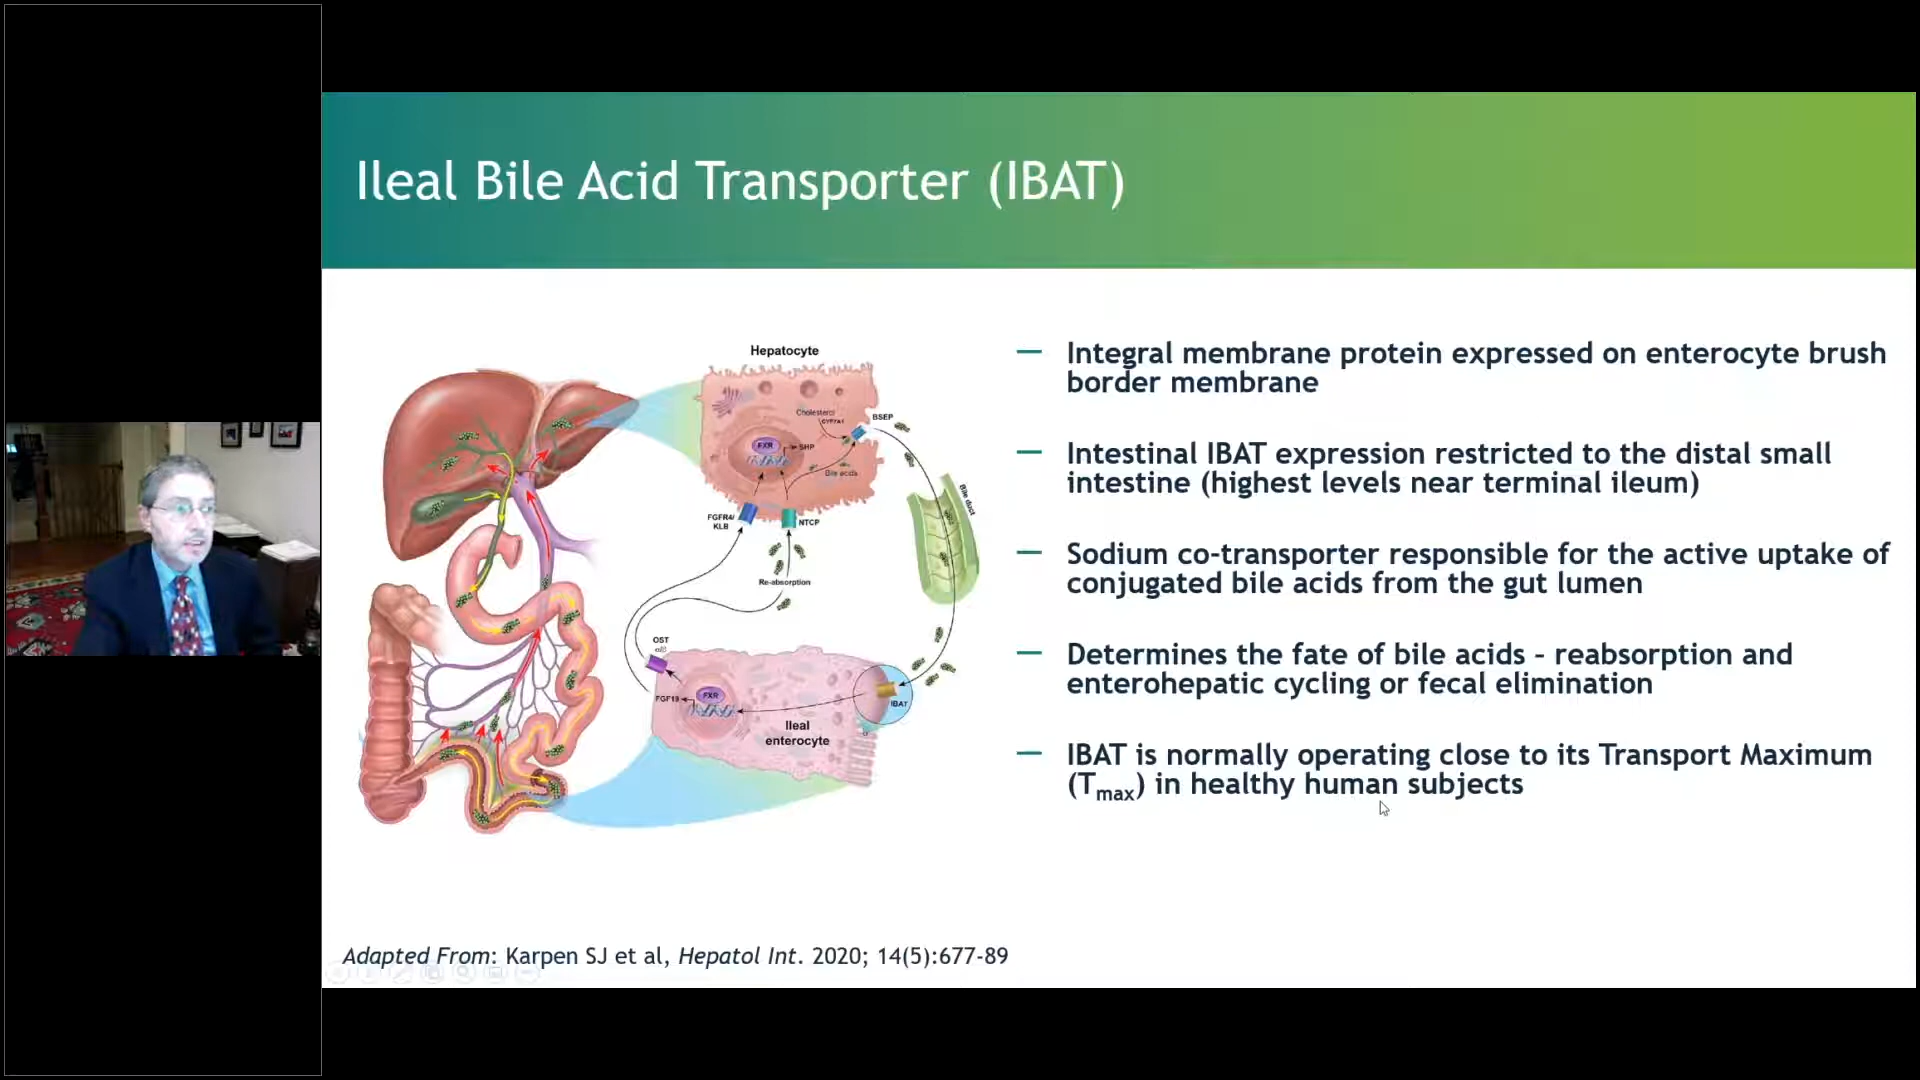 Ileal Bile Acid Transporter (IBAT)
Hepatocyte
Cholesterol
CYP7A1
BSEP
FXR
SHP
Bile acids
Bile duct
FGFR4/
KLB
NTCP
Re-absorption
OST
α/β
FXR
FGF19
IBAT
Ileal
enterocyte
— Integral membrane protein expressed on enterocyte brush
border membrane
— Intestinal IBAT expression restricted to the distal small
intestine (highest levels near terminal ileum)
— Sodium co-transporter responsible for the active uptake of
conjugated bile acids from the gut lumen
— Determines the fate of bile acids – reabsorption and
enterohepatic cycling or fecal elimination
— IBAT is normally operating close to its Transport Maximum
(Tmax) in healthy human subjects
Adapted From: Karpen SJ et al, Hepatol Int. 2020; 14(5):677-89